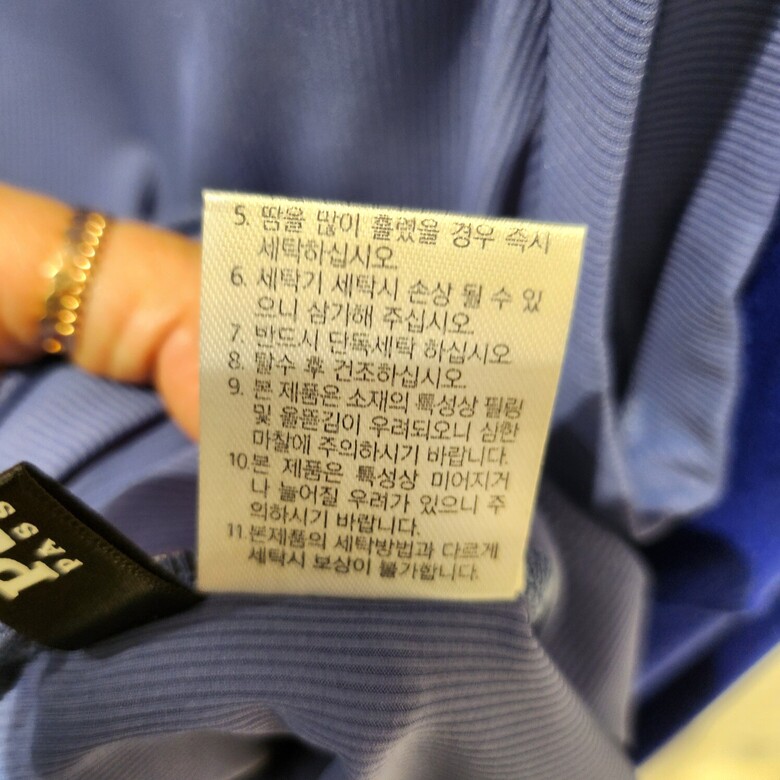 5. 땀을 많이 흘렸을 경우 즉시
세탁하십시오.
6. 세탁기 세탁시 손상 될 수 있
으니 삼가해 주십시오.
7. 반드시 단독세탁 하십시오
8. 탈수 후 건조하십시오.
9. 본 제품은 소재의 특성상 필링
및 올뜯김이 우려되오니 심한
마찰에 주의하시기 바랍니다.
10.본 제품은 특성상 미어지거
나 늘어질 우려가 있으니 주
의하시기 바랍니다.
11.본제품의 세탁방법과 다르게
세탁시 보상이 불가합니다.
PASS